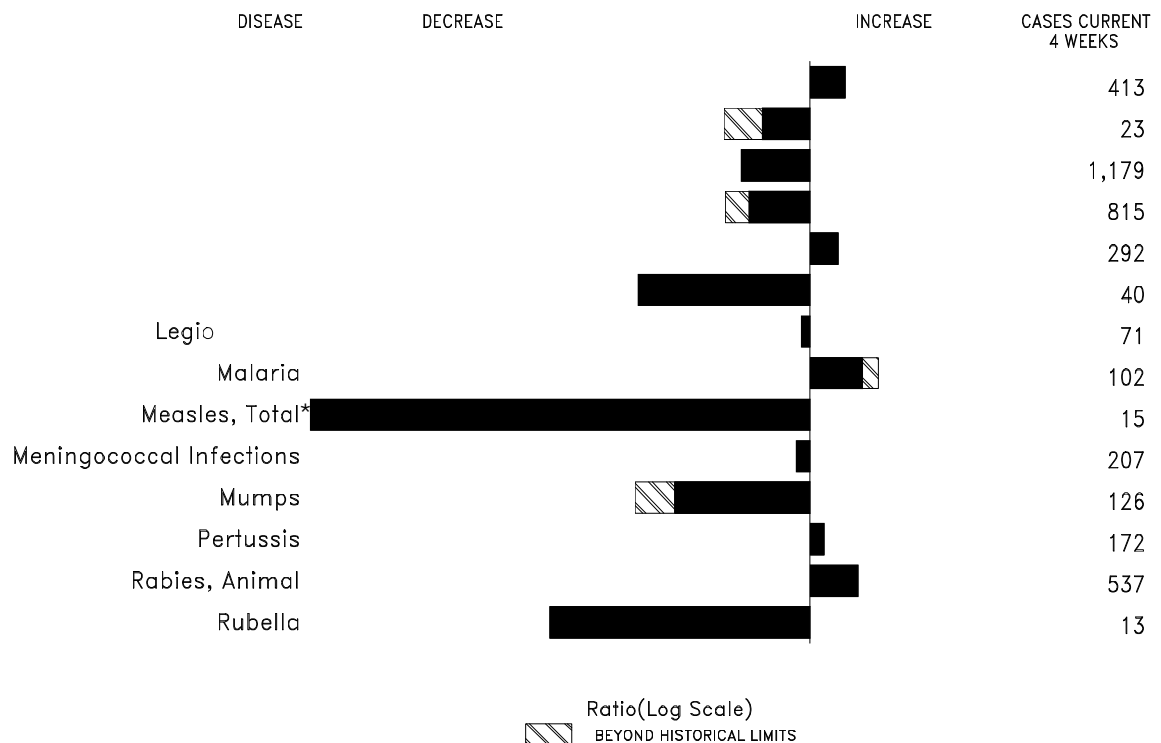 DISEASE DECREASE INCREASE CASES CURRENT
4 WEEKS
413
23
1,179
815
292
40
Legio 71
Malaria 102
Measles, Total* 15
Meningococcal Infections 207
Mumps 126
Pertussis 172
Rabies, Animal 537
Rubella 13
Ratio(Log Scale)
BEYOND HISTORICAL LIMITS